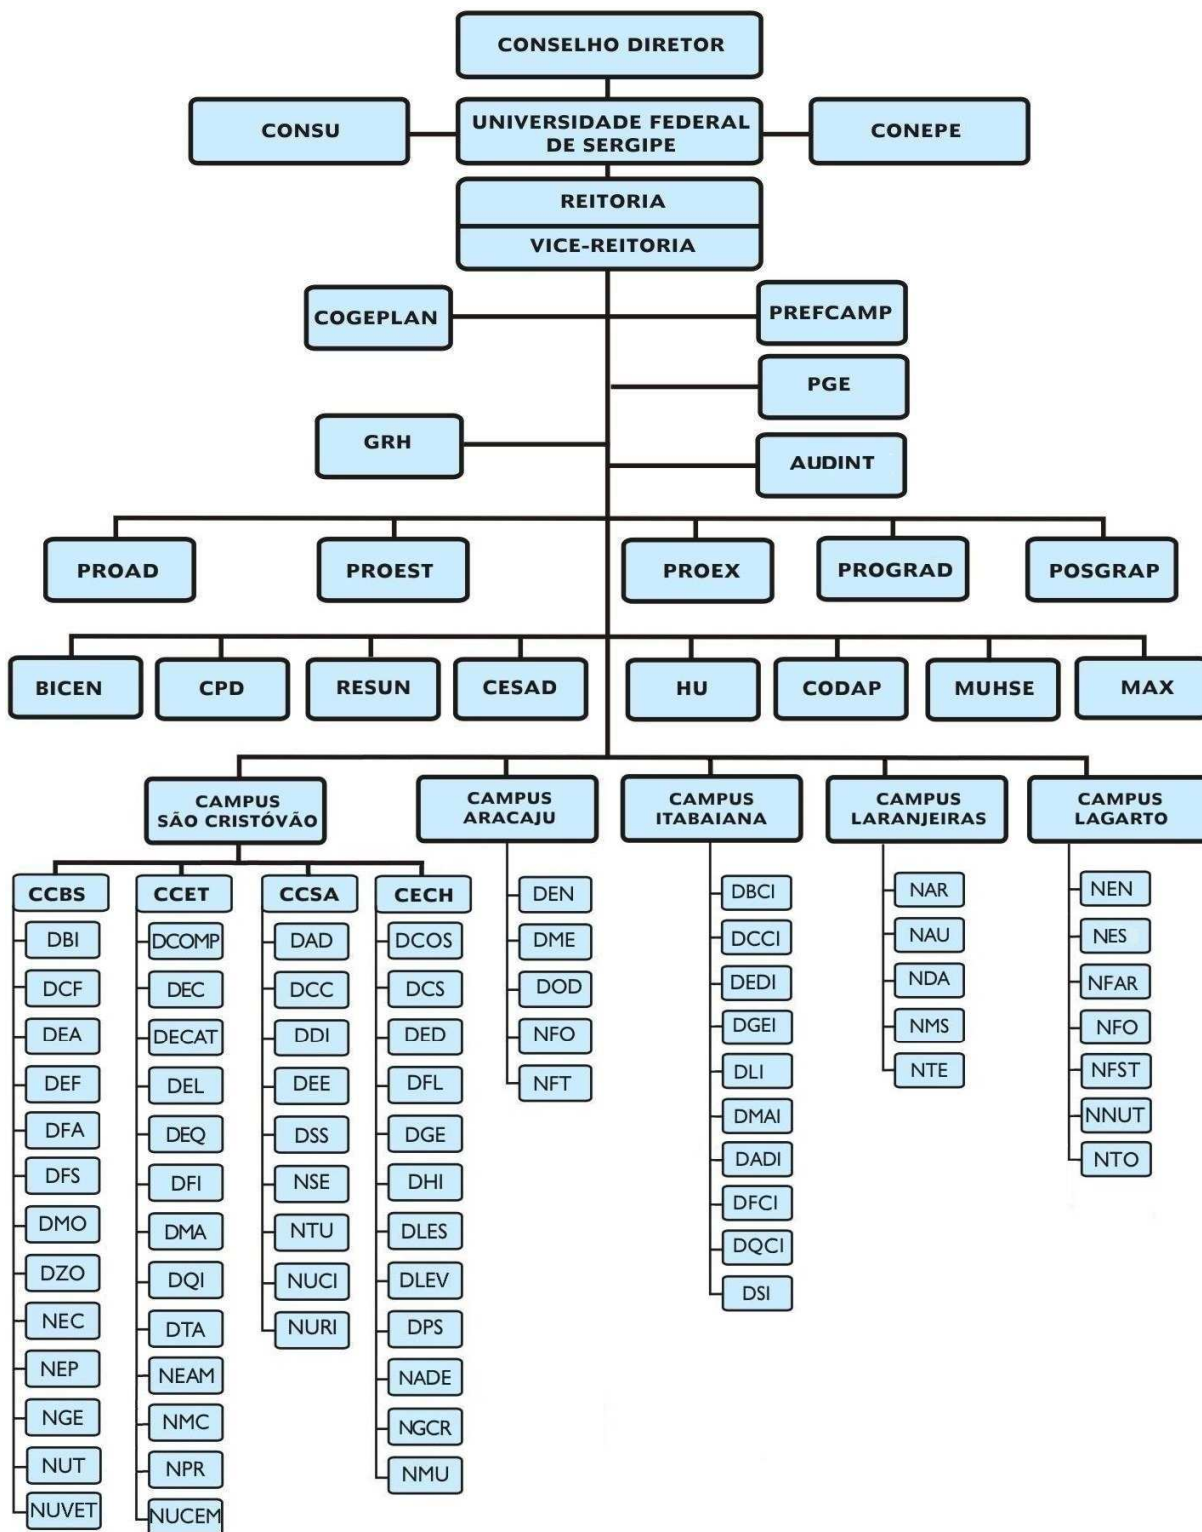 CONSELHO DIRETOR
CONSU
UNIVERSIDADE FEDERAL
DE SERGIPE
CONEPE
REITORIA
VICE-REITORIA
COGEPLAN
PREFCAMP
PGE
GRH
AUDINT
PROAD
PROEST
PROEX
PROGRAD
POSGRAP
BICEN
CPD
RESUN
CESAD
HU
CODAP
MUHSE
MAX
CAMPUS
SÃO CRISTÓVÃO
CAMPUS
ARACAJU
CAMPUS
ITABAIANA
CAMPUS
LARANJEIRAS
CAMPUS
LAGARTO
CCBS
DBI
DCF
DEA
DEF
DFA
DFS
DMO
DZO
NEC
NEP
NGE
NUT
NUVET
CCET
DCOMP
DEC
DECAT
DEL
DEQ
DFI
DMA
DQI
DTA
NEAM
NMC
NPR
NUCEM
CCSA
DAD
DCC
DDI
DEE
DSS
NSE
NTU
NUCI
NURI
CECH
DCOS
DCS
DED
DFL
DGE
DHI
DLES
DLEV
DPS
NADE
NGCR
NMU
DEN
DME
DOD
NFO
NFT
DBCI
DCCI
DEDI
DGEI
DLI
DMAI
DADI
DFCI
DQCI
DSI
NAR
NAU
NDA
NMS
NTE
NEN
NES
NFAR
NFO
NFST
NNUT
NTO